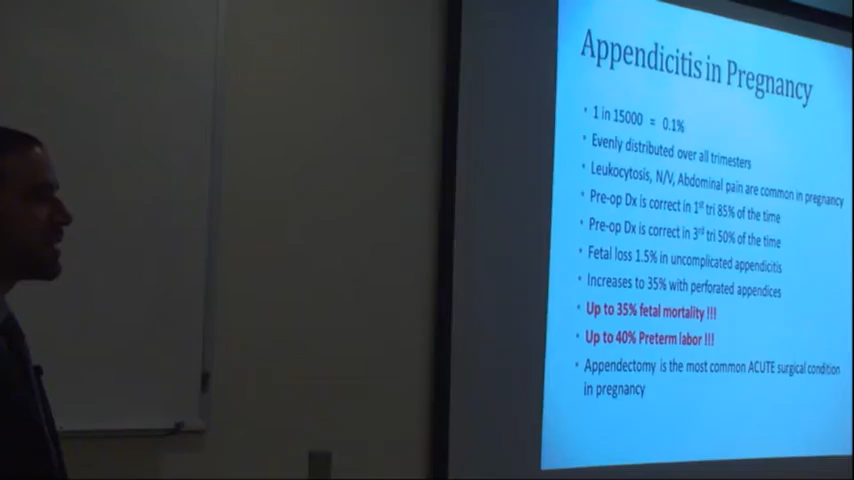 Appendicitis in Pregnancy
• 1 in 15000 = 0.1%
• Evenly distributed over all trimesters
• Leukocytosis, N/V, Abdominal pain are common in pregnancy
• Pre-op Dx is correct in 1st tri 85% of the time
• Pre-op Dx is correct in 3rd tri 50% of the time
• Fetal loss 1.5% in uncomplicated appendicitis
• Increases to 35% with perforated appendices
• Up to 35% fetal mortality !!!
• Up to 40% Preterm labor !!!
• Appendectomy is the most common ACUTE surgical condition
in pregnancy